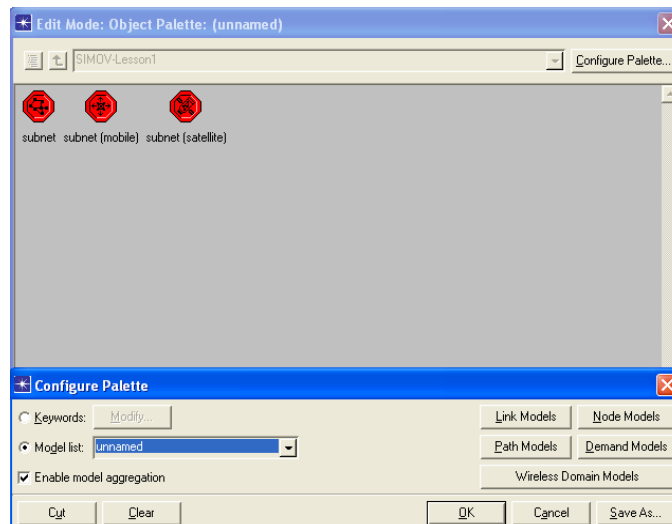 Edit Mode: Object Palette: (unnamed)
SIMOV-Lesson1
Configure Palette...
subnet subnet (mobile) subnet (satellite)
Configure Palette
Keywords: Modify... Link Models Node Models
Model list: unnamed Path Models Demand Models
Enable model aggregation Wireless Domain Models
Cut Clear OK Cancel Save As...